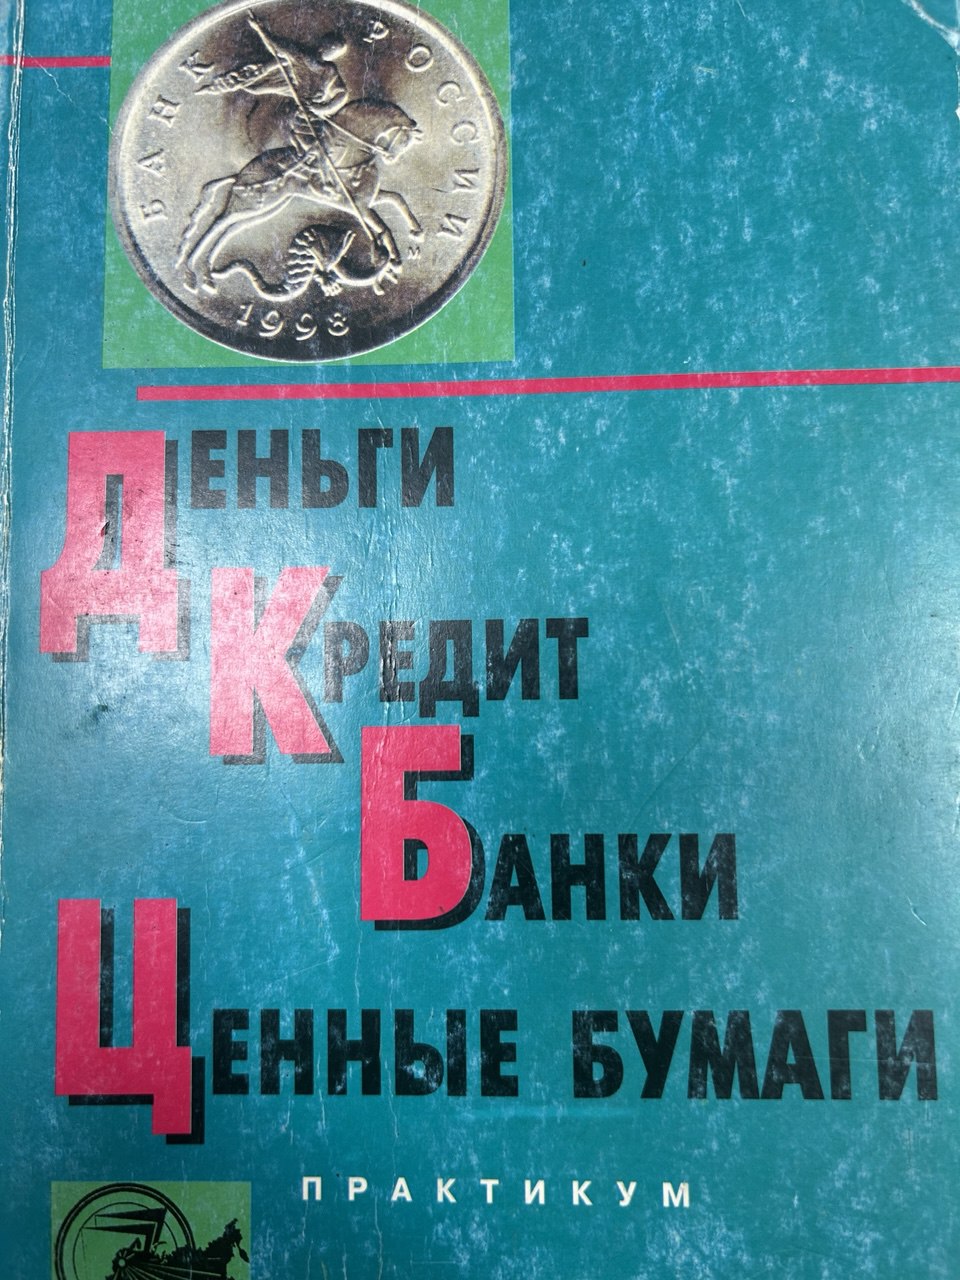 БАНК РОССИИ
М
1998
ДЕНЬГИ
КРЕДИТ
БАНКИ
ЦЕННЫЕ БУМАГИ
ПРАКТИКУМ